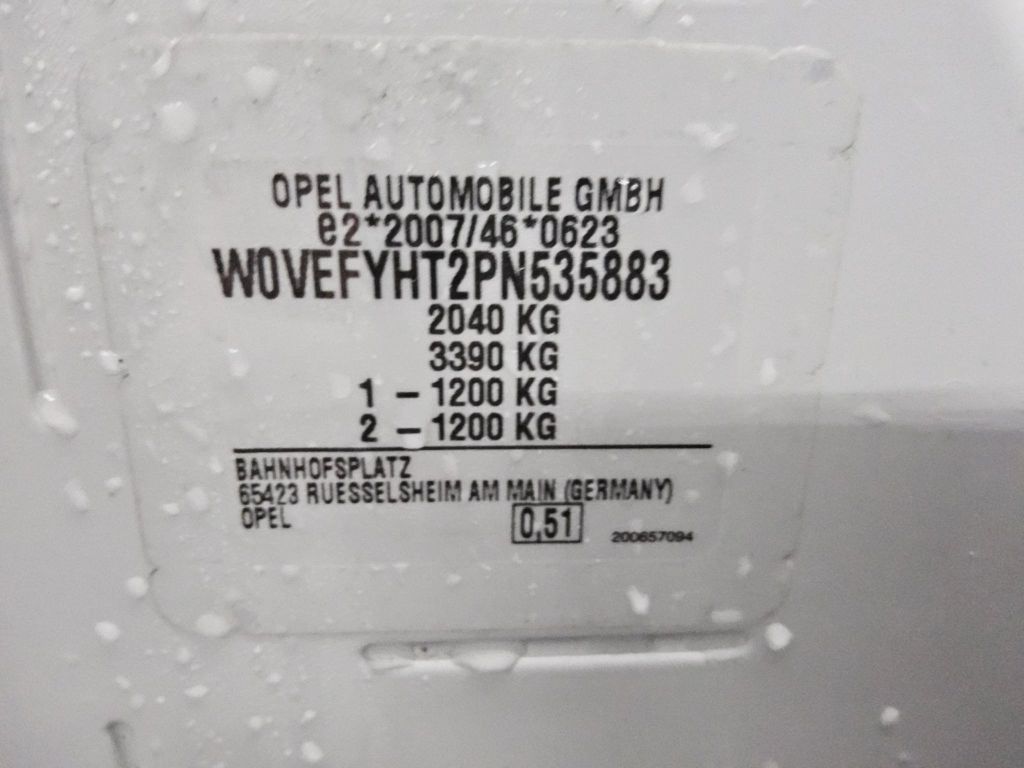 OPEL AUTOMOBILE GMBH
e2*2007/46*0623
W0VEFYHT2PN535883
2040 KG
3390 KG
1 – 1200 KG
2 – 1200 KG
BAHNHOFSPLATZ
65423 RUESSELSHEIM AM MAIN (GERMANY)
OPEL 0,51 200657094